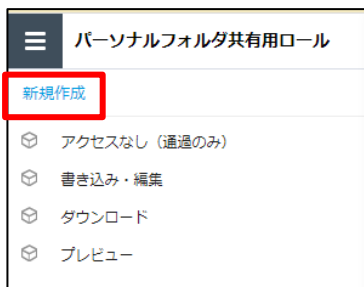 パーソナルフォルダ共有用ロール
新規作成
アクセスなし（通過のみ）
書き込み・編集
ダウンロード
プレビュー